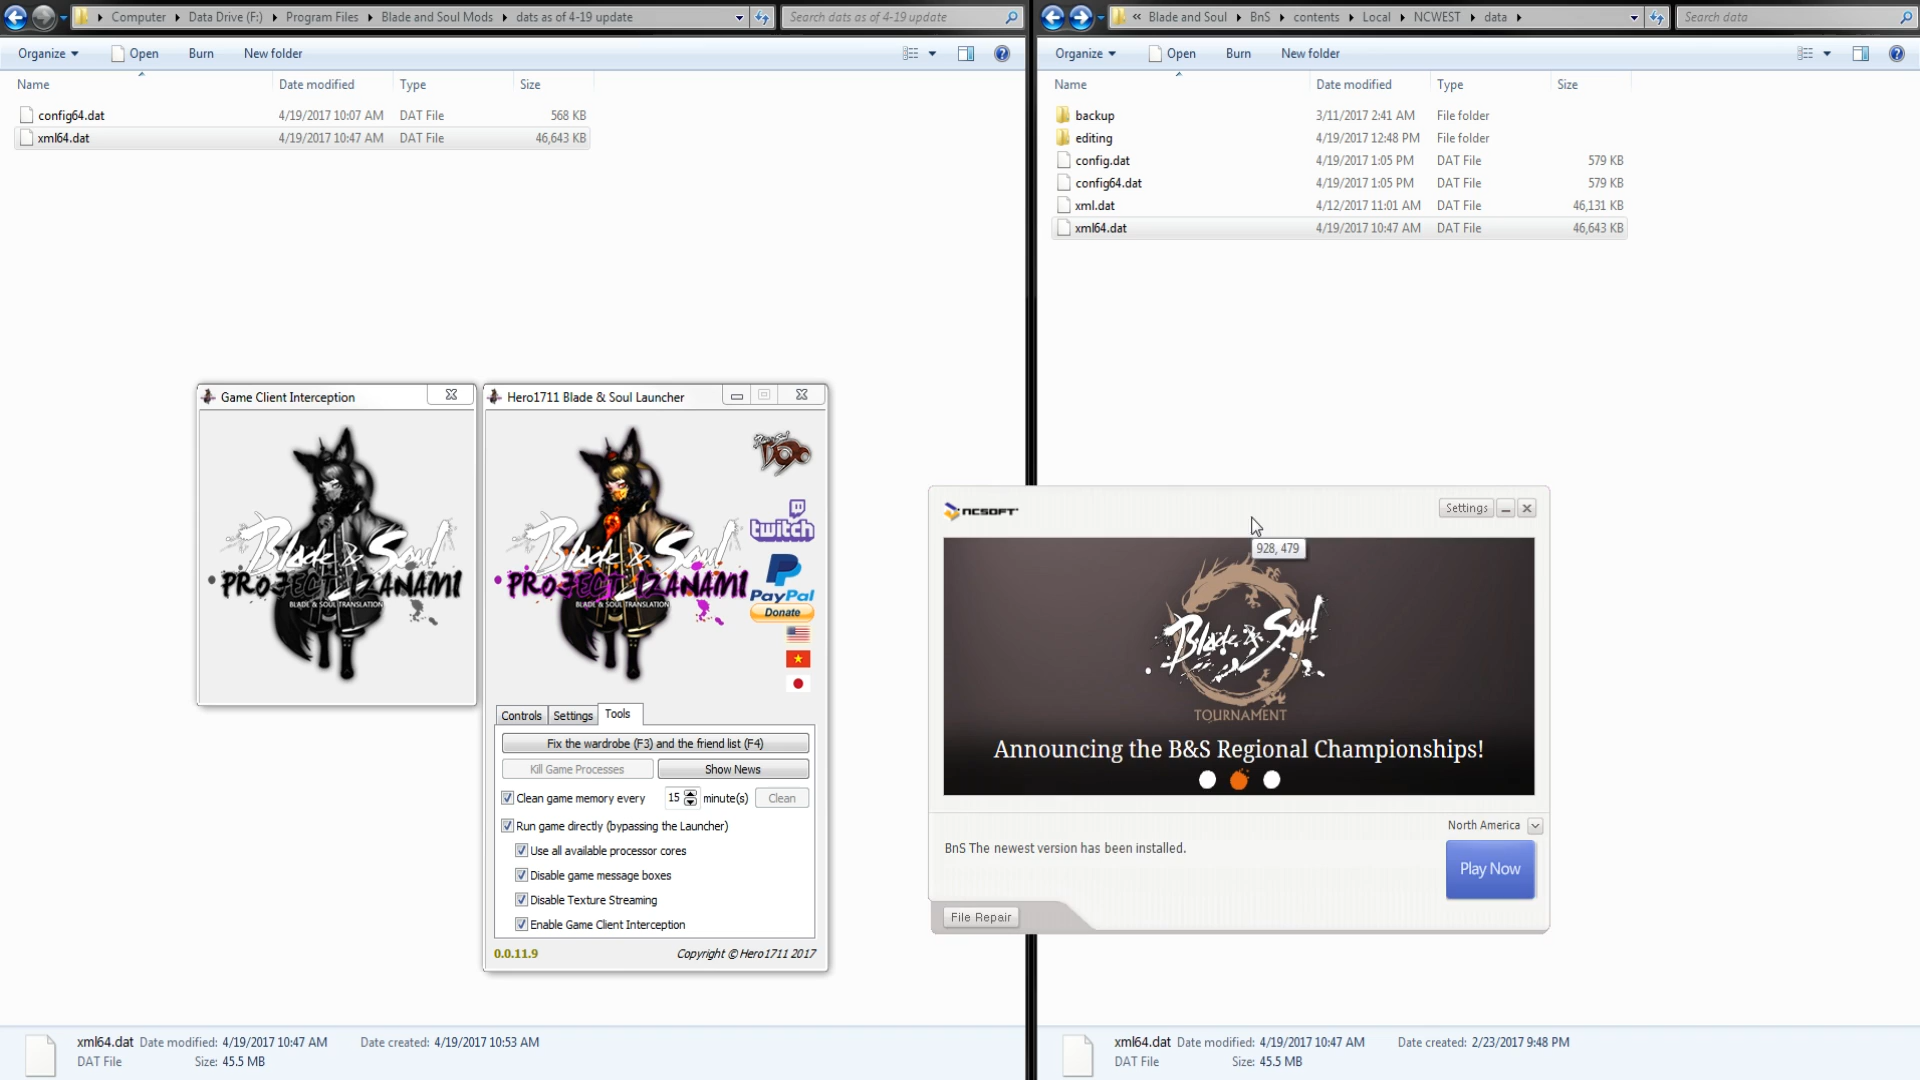 Computer Data Drive (F:) Program Files Blade and Soul Mods dats as of 4-19 update
Search dats as of 4-19 update
Organize Open Burn New folder
Name Date modified Type Size
config64.dat 4/19/2017 10:07 AM DAT File 568 KB
xml64.dat 4/19/2017 10:47 AM DAT File 46,643 KB
« Blade and Soul BnS contents Local NCWEST data
Search data
Organize Open Burn New folder
Name Date modified Type Size
backup 3/11/2017 2:41 AM File folder
editing 4/19/2017 12:48 PM File folder
config.dat 4/19/2017 1:05 PM DAT File 579 KB
config64.dat 4/19/2017 1:05 PM DAT File 579 KB
xml.dat 4/12/2017 11:01 AM DAT File 46,131 KB
xml64.dat 4/19/2017 10:47 AM DAT File 46,643 KB
Game Client Interception
Blade & Soul
PROJECT IZANAMI
BLADE & SOUL TRANSLATION
Hero1711 Blade & Soul Launcher
Blade & Soul
PROJECT IZANAMI
BLADE & SOUL TRANSLATION
twitch
PayPal
Donate
Controls Settings Tools
Fix the wardrobe (F3) and the friend list (F4)
Kill Game Processes Show News
Clean game memory every 15 minute(s) Clean
Run game directly (bypassing the Launcher)
Use all available processor cores
Disable game message boxes
Disable Texture Streaming
Enable Game Client Interception
0.0.11.9 Copyright © Hero1711 2017
NCSOFT
Settings
928, 479
Blade & Soul
TOURNAMENT
Announcing the B&S Regional Championships!
North America
BnS The newest version has been installed.
Play Now
File Repair
xml64.dat Date modified: 4/19/2017 10:47 AM Date created: 4/19/2017 10:53 AM
DAT File Size: 45.5 MB
xml64.dat Date modified: 4/19/2017 10:47 AM Date created: 2/23/2017 9:48 PM
DAT File Size: 45.5 MB